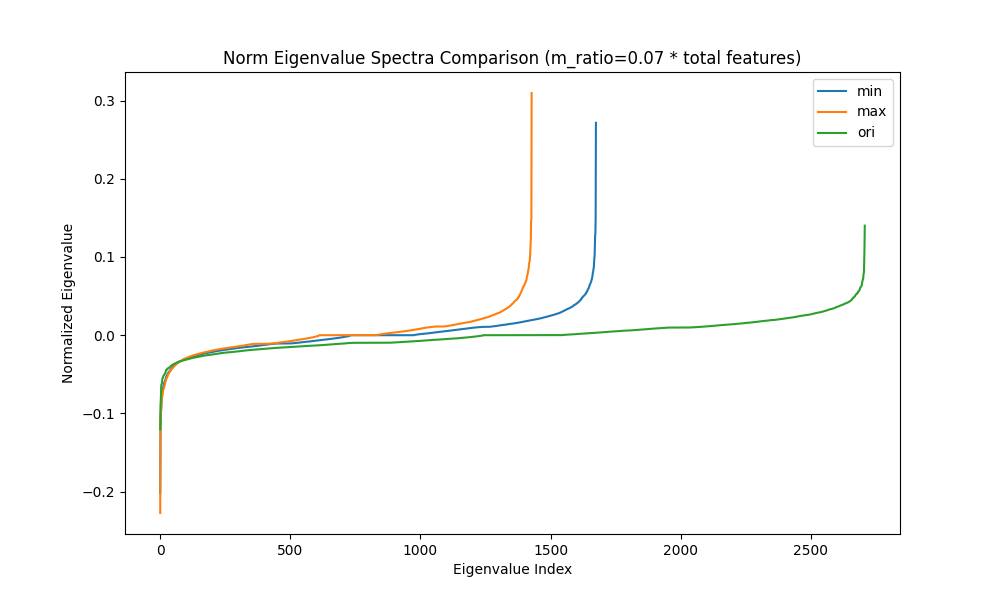 Norm Eigenvalue Spectra Comparison (m_ratio=0.07 * total features)
min
max
ori
Normalized Eigenvalue
0.3
0.2
0.1
0.0
−0.1
−0.2
0 500 1000 1500 2000 2500
Eigenvalue Index